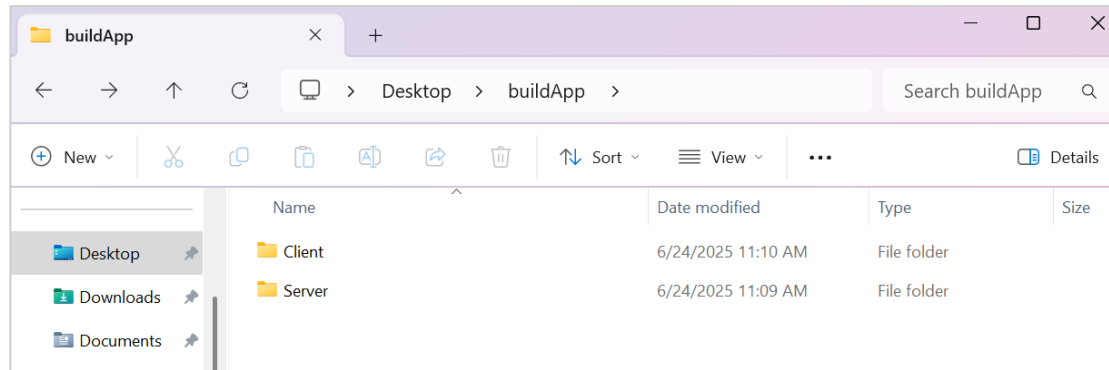 buildApp
Desktop > buildApp >
Search buildApp
New
Sort
View
Details
Name Date modified Type Size
Desktop
Downloads
Documents
Client 6/24/2025 11:10 AM File folder
Server 6/24/2025 11:09 AM File folder